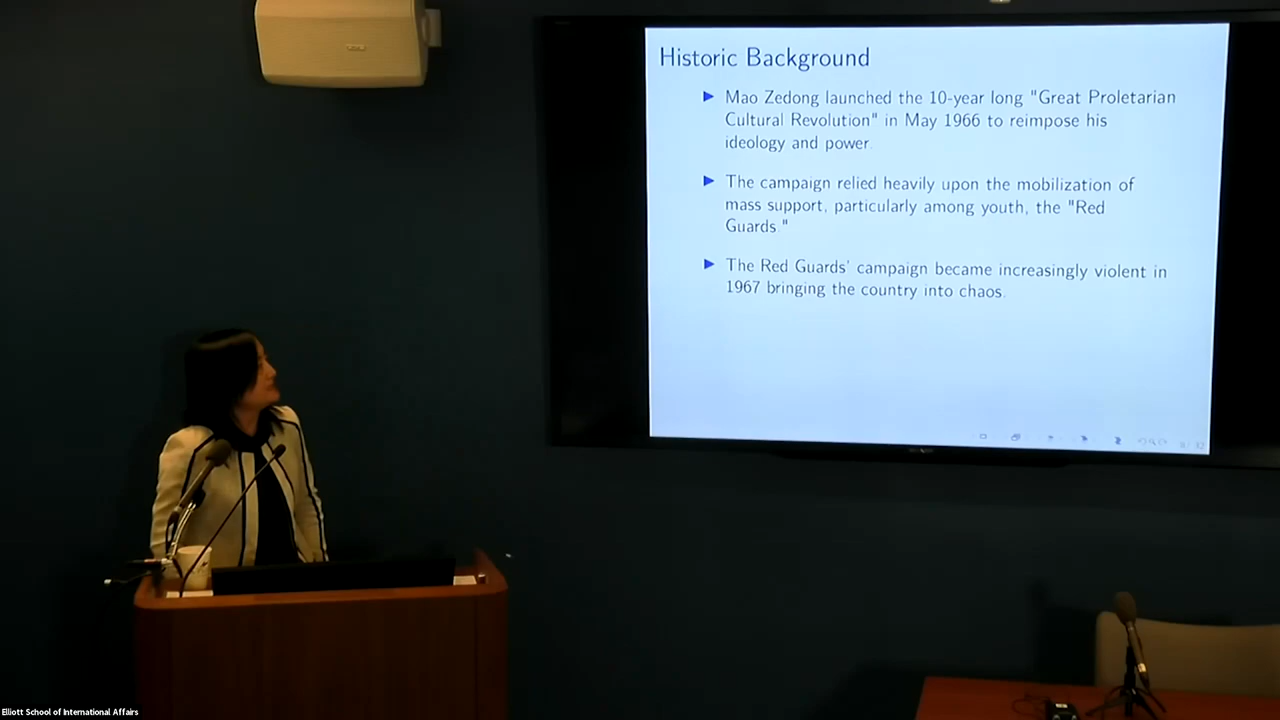 Historic Background
Mao Zedong launched the 10-year long "Great Proletarian
Cultural Revolution" in May 1966 to reimpose his
ideology and power.
The campaign relied heavily upon the mobilization of
mass support, particularly among youth, the "Red
Guards."
The Red Guards' campaign became increasingly violent in
1967 bringing the country into chaos.
Elliott School of International Affairs